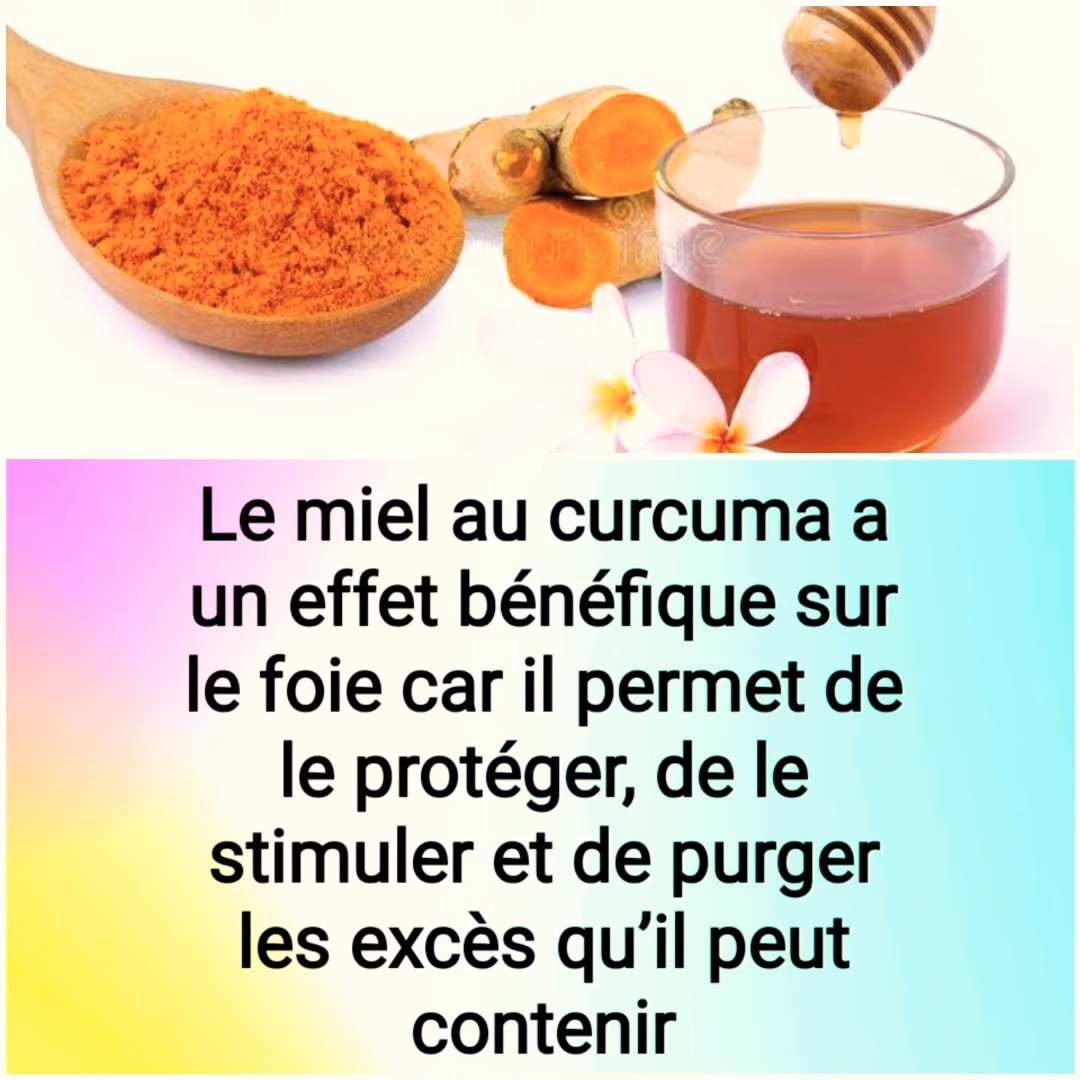 Le miel au curcuma a
un effet bénéfique sur
le foie car il permet de
le protéger, de le
stimuler et de purger
les excès qu’il peut
contenir